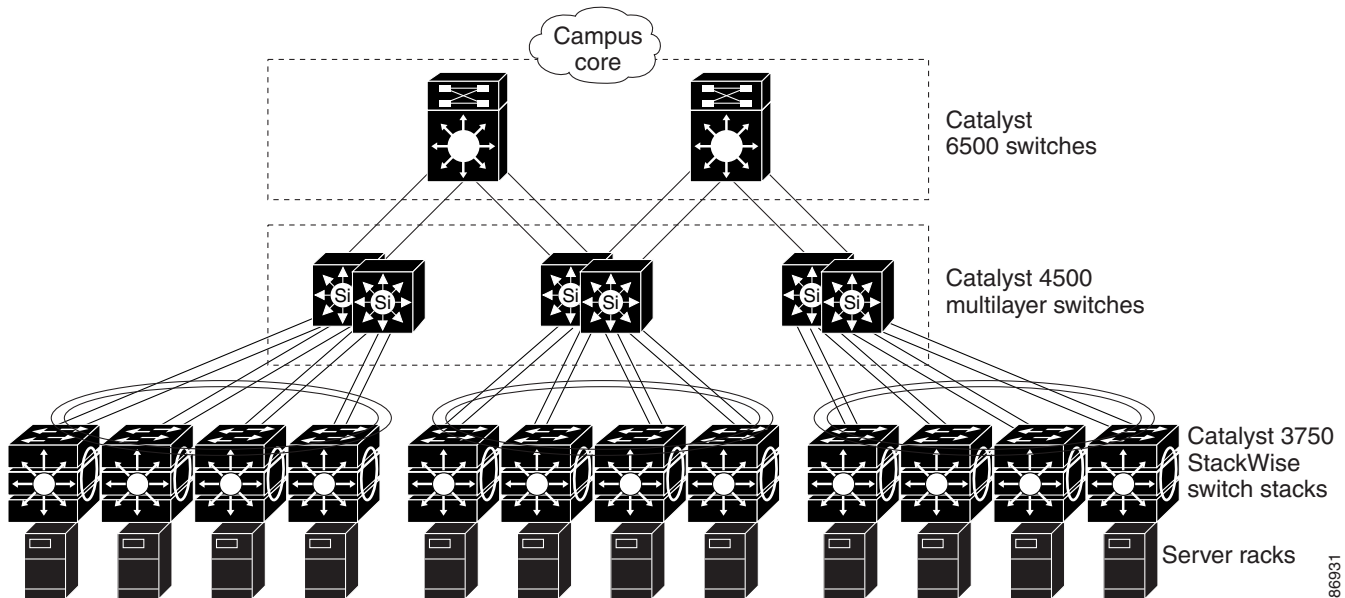 Campus
core
Catalyst
6500 switches
Si
Si
Si
Si
Si
Si
Catalyst 4500
multilayer switches
Catalyst 3750
StackWise
switch stacks
Server racks
86931